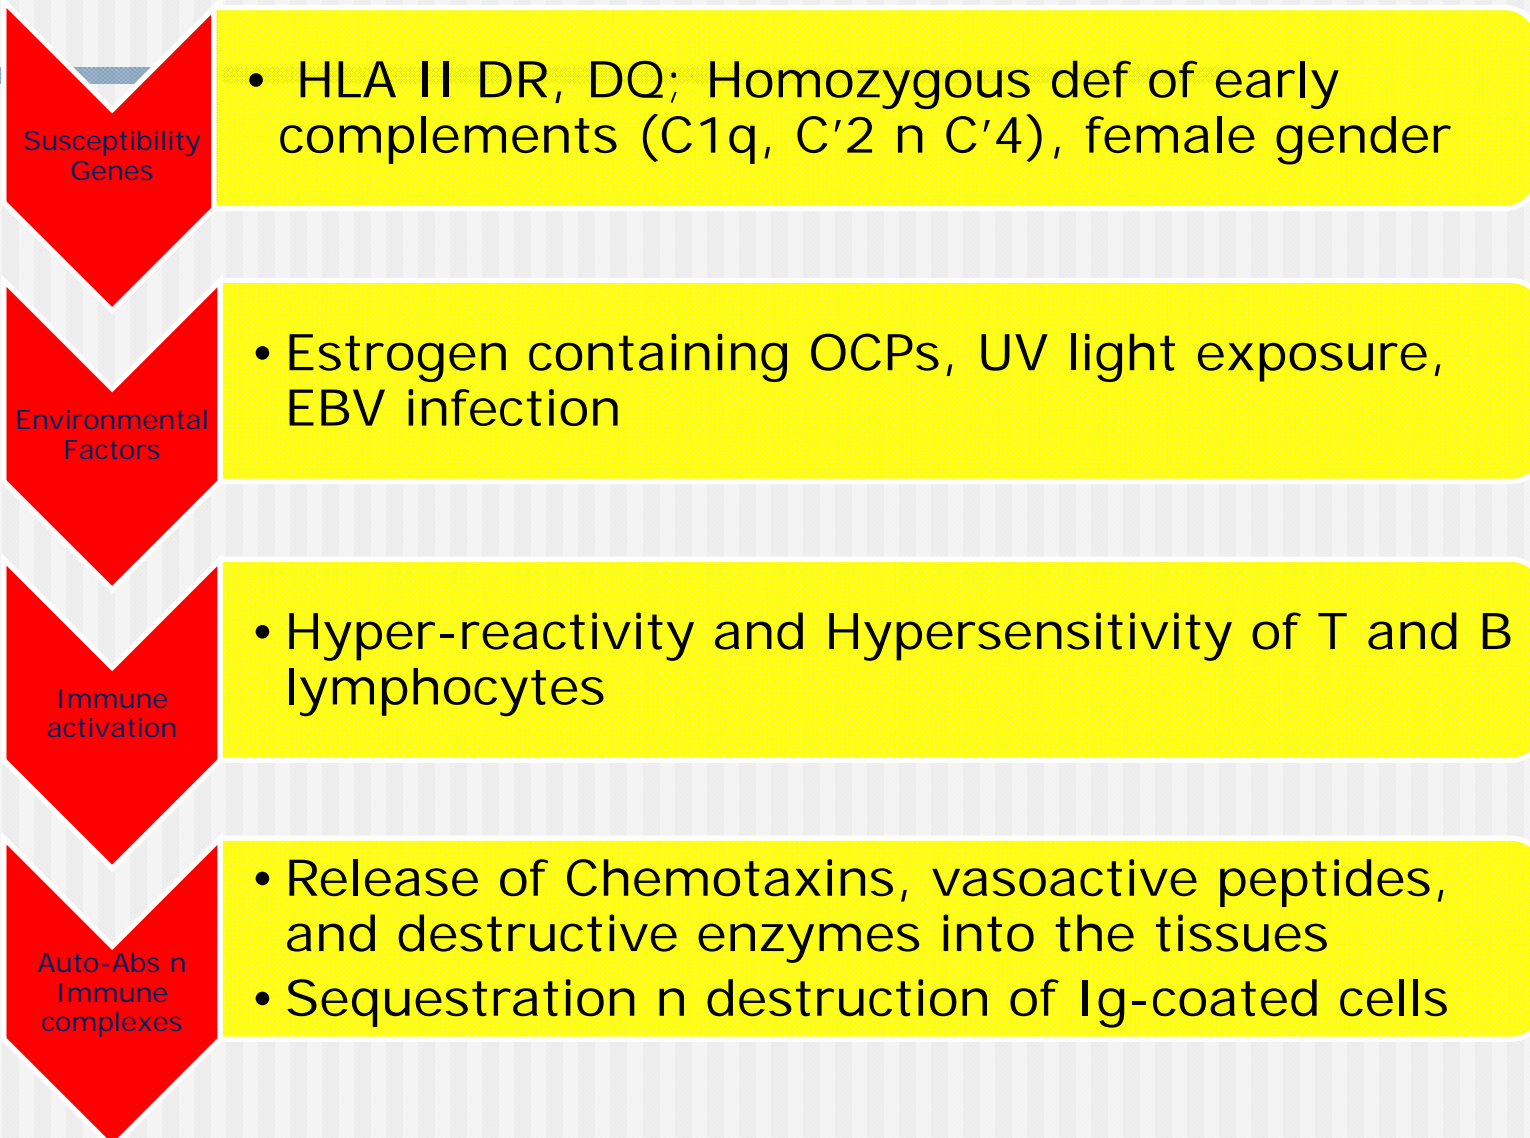 Susceptibility
Genes
• HLA II DR, DQ; Homozygous def of early
complements (C1q, C’2 n C’4), female gender
Environmental
Factors
• Estrogen containing OCPs, UV light exposure,
EBV infection
Immune
activation
• Hyper-reactivity and Hypersensitivity of T and B
lymphocytes
Auto-Abs n
Immune
complexes
• Release of Chemotaxins, vasoactive peptides,
and destructive enzymes into the tissues
• Sequestration n destruction of Ig-coated cells